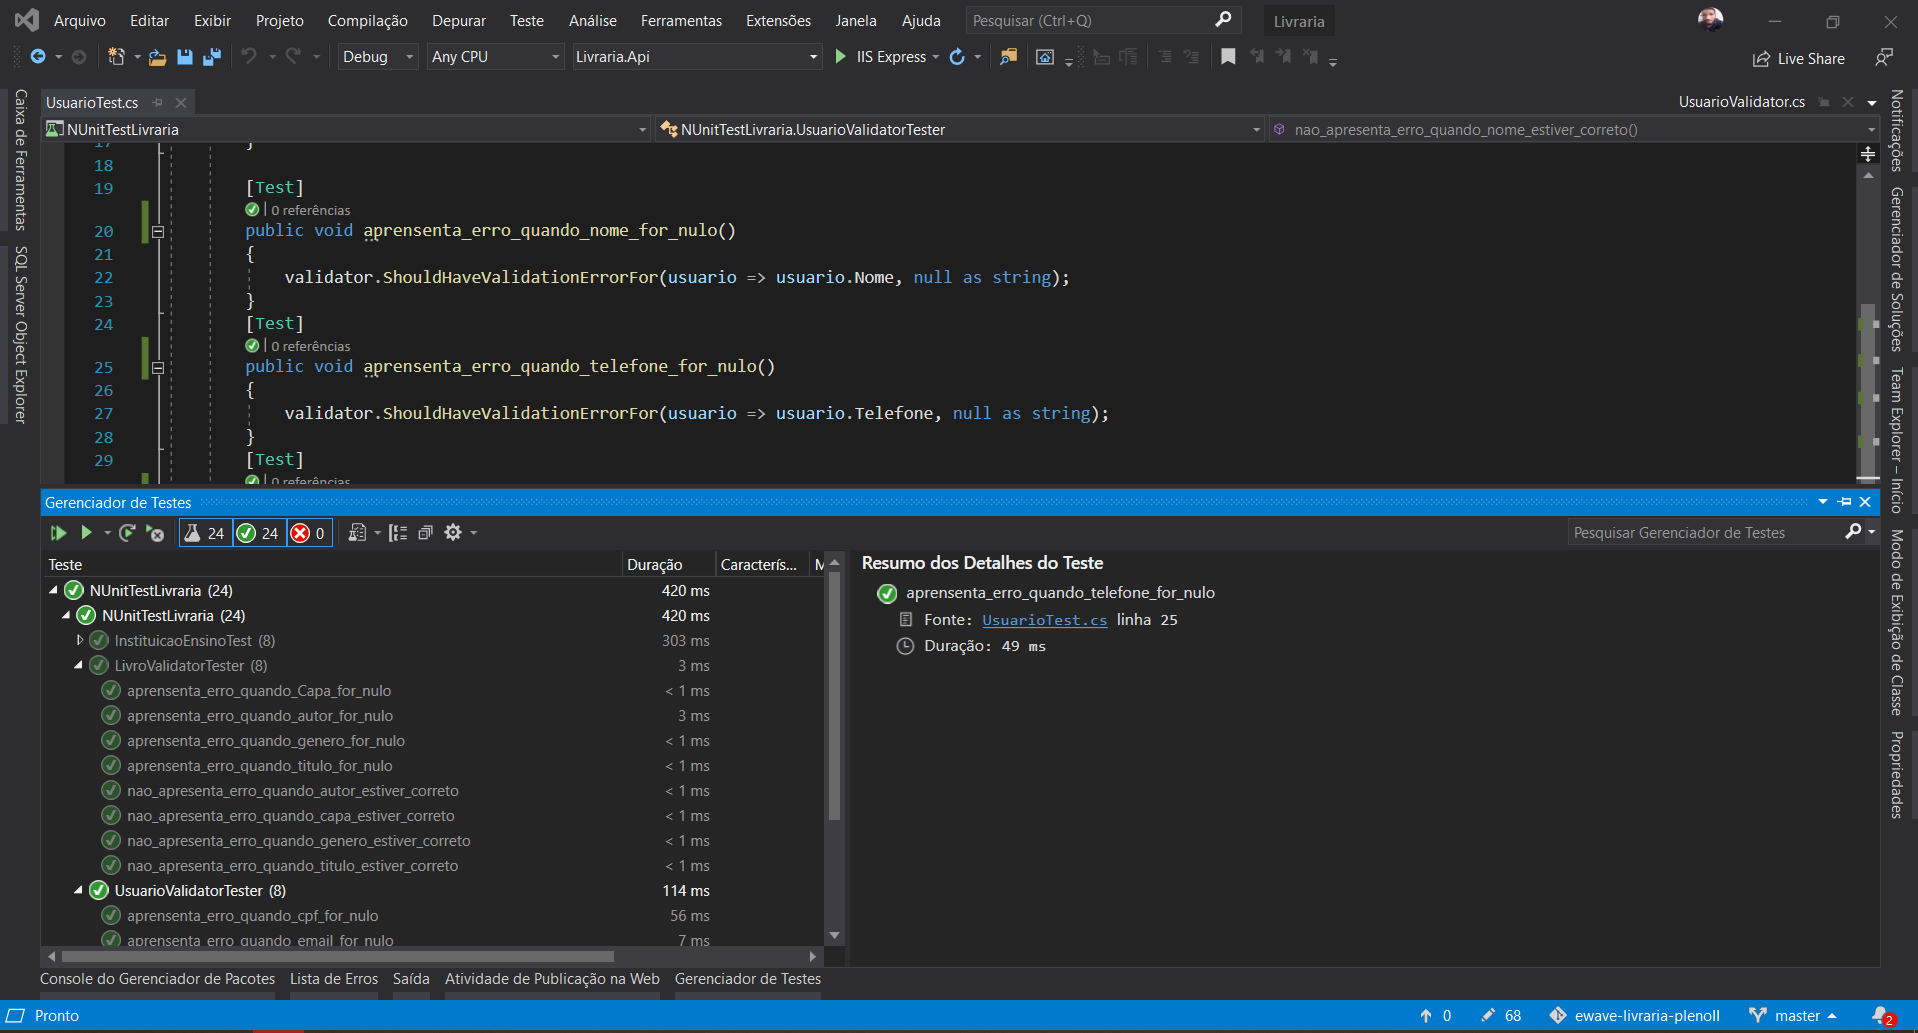 Arquivo Editar Exibir Projeto Compilação Depurar Teste Análise Ferramentas Extensões Janela Ajuda Pesquisar (Ctrl+Q) Livraria
Debug Any CPU Livraria.Api IIS Express Live Share
UsuarioTest.cs UsuarioValidator.cs
NUnitTestLivraria NUnitTestLivraria.UsuarioValidatorTester nao_apresenta_erro_quando_nome_estiver_correto()
17 }
18
19 [Test]
0 referências
20 public void aprensenta_erro_quando_nome_for_nulo()
21 {
22 validator.ShouldHaveValidationErrorFor(usuario => usuario.Nome, null as string);
23 }
24 [Test]
0 referências
25 public void aprensenta_erro_quando_telefone_for_nulo()
26 {
27 validator.ShouldHaveValidationErrorFor(usuario => usuario.Telefone, null as string);
28 }
29 [Test]
0 referências
Caixa de Ferramentas
SQL Server Object Explorer
Notificações
Gerenciador de Soluções
Team Explorer – Início
Modo de Exibição de Classe
Propriedades
Gerenciador de Testes
24 24 0 Pesquisar Gerenciador de Testes
Teste Duração Caracterís... M
NUnitTestLivraria (24) 420 ms
NUnitTestLivraria (24) 420 ms
InstituicaoEnsinoTest (8) 303 ms
LivroValidatorTester (8) 3 ms
aprensenta_erro_quando_Capa_for_nulo < 1 ms
aprensenta_erro_quando_autor_for_nulo 3 ms
aprensenta_erro_quando_genero_for_nulo < 1 ms
aprensenta_erro_quando_titulo_for_nulo < 1 ms
nao_apresenta_erro_quando_autor_estiver_correto < 1 ms
nao_apresenta_erro_quando_capa_estiver_correto < 1 ms
nao_apresenta_erro_quando_genero_estiver_correto < 1 ms
nao_apresenta_erro_quando_titulo_estiver_correto < 1 ms
UsuarioValidatorTester (8) 114 ms
aprensenta_erro_quando_cpf_for_nulo 56 ms
aprensenta_erro_quando_email_for_nulo 7 ms
Resumo dos Detalhes do Teste
aprensenta_erro_quando_telefone_for_nulo
Fonte: UsuarioTest.cs linha 25
Duração: 49 ms
Console do Gerenciador de Pacotes Lista de Erros Saída Atividade de Publicação na Web Gerenciador de Testes
Pronto 0 68 ewave-livraria-plenoII master 2